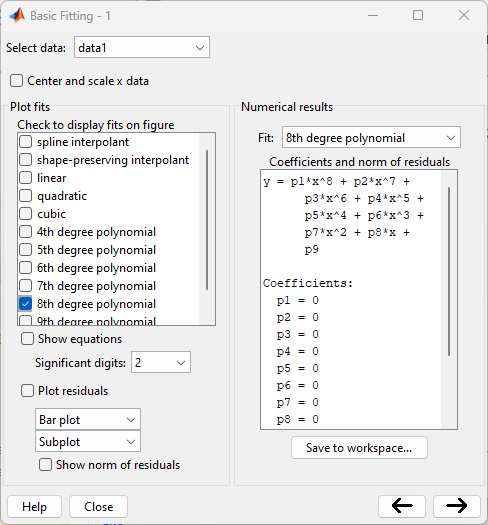 Basic Fitting - 1
Select data: data1
Center and scale x data
Plot fits
Check to display fits on figure
spline interpolant
shape-preserving interpolant
linear
quadratic
cubic
4th degree polynomial
5th degree polynomial
6th degree polynomial
7th degree polynomial
8th degree polynomial
9th degree polynomial
Show equations
Significant digits: 2
Plot residuals
Bar plot
Subplot
Show norm of residuals
Numerical results
Fit: 8th degree polynomial
Coefficients and norm of residuals
y = p1*x^8 + p2*x^7 +
p3*x^6 + p4*x^5 +
p5*x^4 + p6*x^3 +
p7*x^2 + p8*x +
p9
Coefficients:
p1 = 0
p2 = 0
p3 = 0
p4 = 0
p5 = 0
p6 = 0
p7 = 0
p8 = 0
Save to workspace...
Help
Close